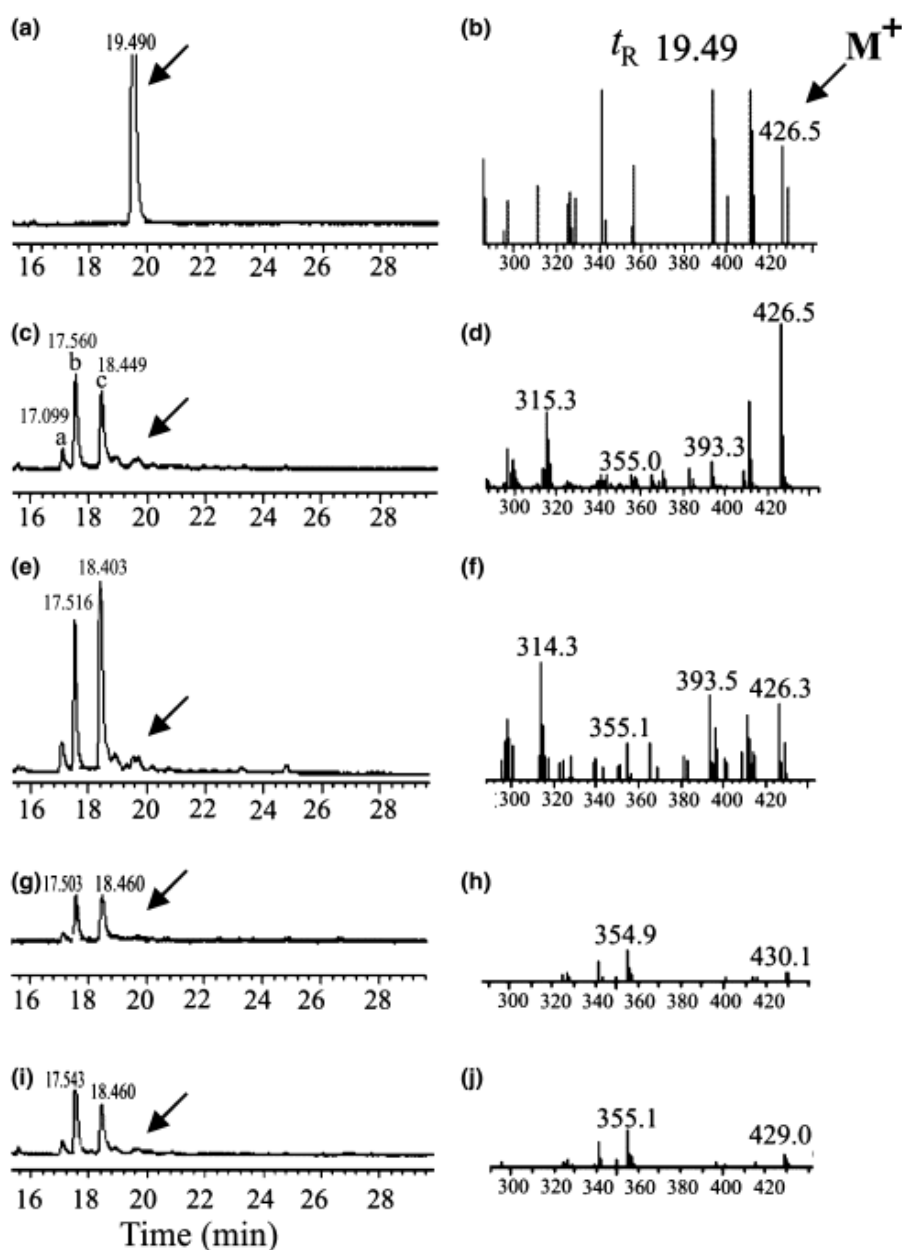 (a)
19.490
16 18 20 22 24 26 28
(b)
tR 19.49
M+
426.5
300 320 340 360 380 400 420
(c)
17.560
b
18.449
c
17.099
a
16 18 20 22 24 26 28
(d)
426.5
315.3
355.0
393.3
300 320 340 360 380 400 420
(e)
18.403
17.516
16 18 20 22 24 26 28
(f)
314.3
393.5
426.3
355.1
300 320 340 360 380 400 420
(g)
17.503
18.460
16 18 20 22 24 26 28
(h)
354.9
430.1
300 320 340 360 380 400 420
(i)
17.543
18.460
16 18 20 22 24 26 28
Time (min)
(j)
355.1
429.0
300 320 340 360 380 400 420